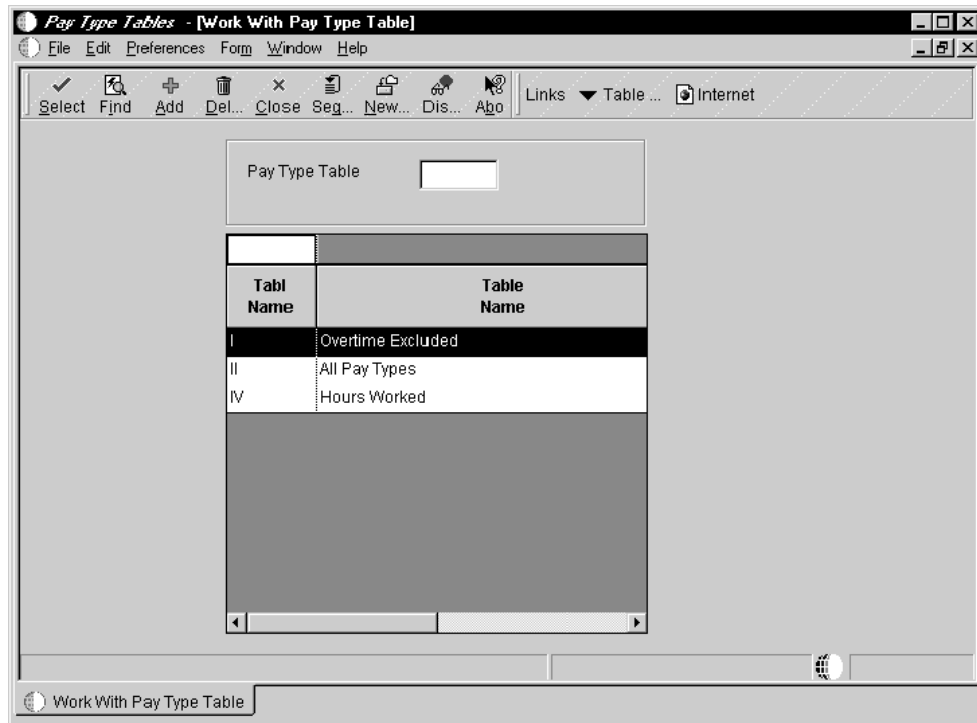 Pay Type Tables - [Work With Pay Type Table]
File Edit Preferences Form Window Help
Select Find Add Del... Close Seq... New... Dis... Abo Links Table ... Internet
Pay Type Table
Tabl Name Table Name
I Overtime Excluded
II All Pay Types
IV Hours Worked
Work With Pay Type Table